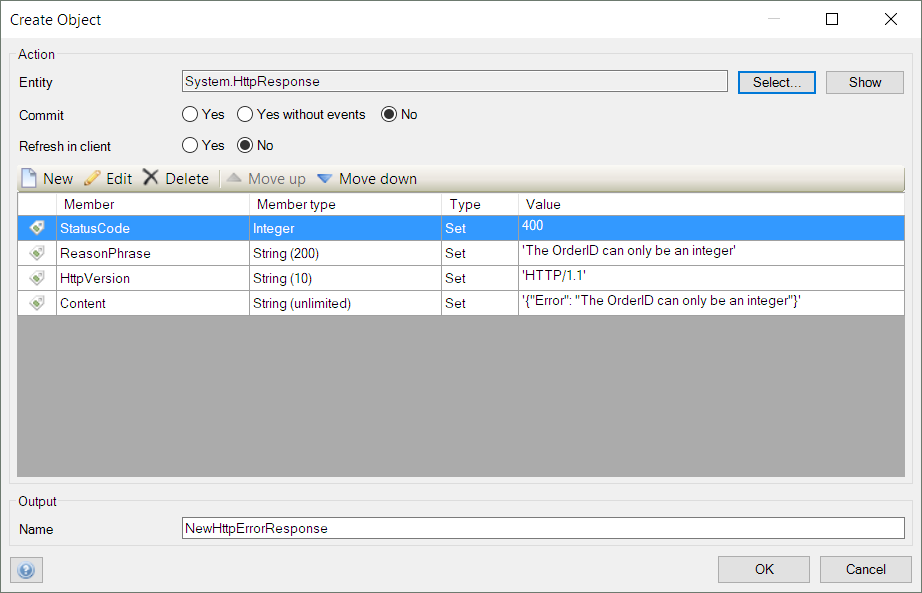 Create Object
Action
Entity System.HttpResponse Select... Show
Commit Yes Yes without events No
Refresh in client Yes No
New Edit Delete Move up Move down
Member Member type Type Value
StatusCode Integer Set 400
ReasonPhrase String (200) Set 'The OrderID can only be an integer'
HttpVersion String (10) Set 'HTTP/1.1'
Content String (unlimited) Set '{"Error": "The OrderID can only be an integer"}'
Output
Name NewHttpErrorResponse
? OK Cancel